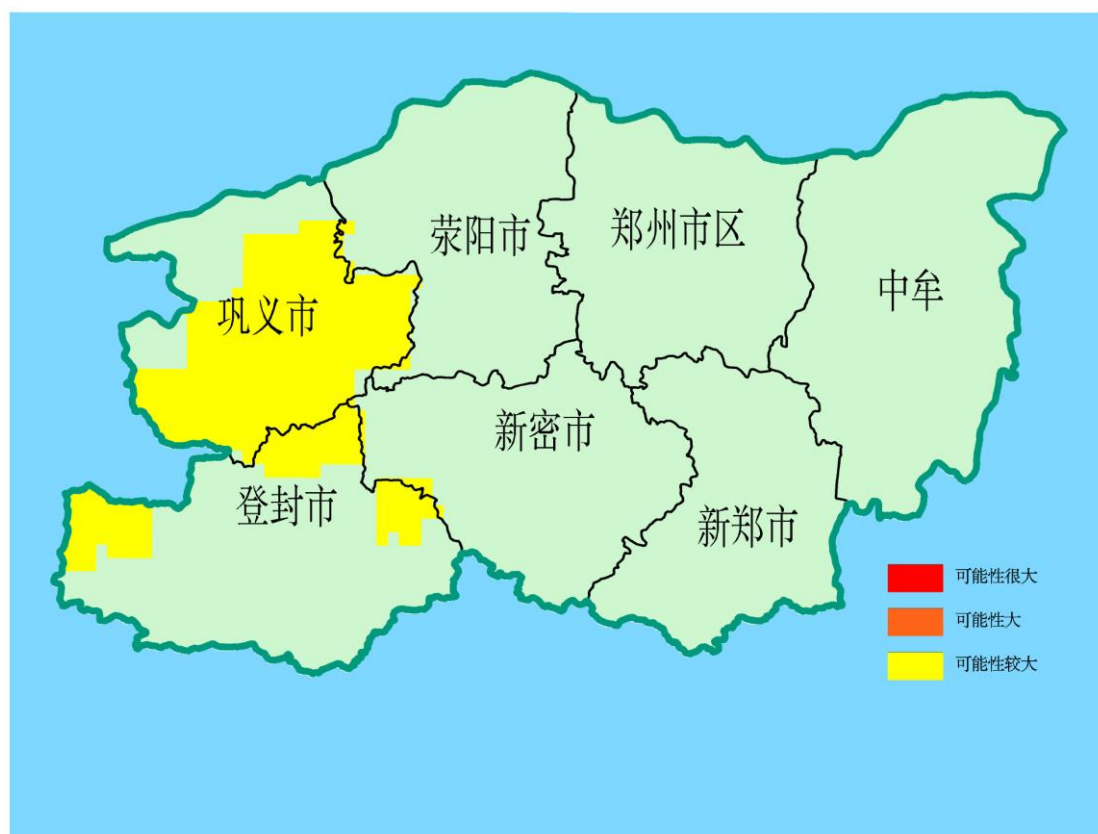 荥阳市
郑州市区
中牟
巩义市
新密市
登封市
新郑市
可能性很大
可能性大
可能性较大